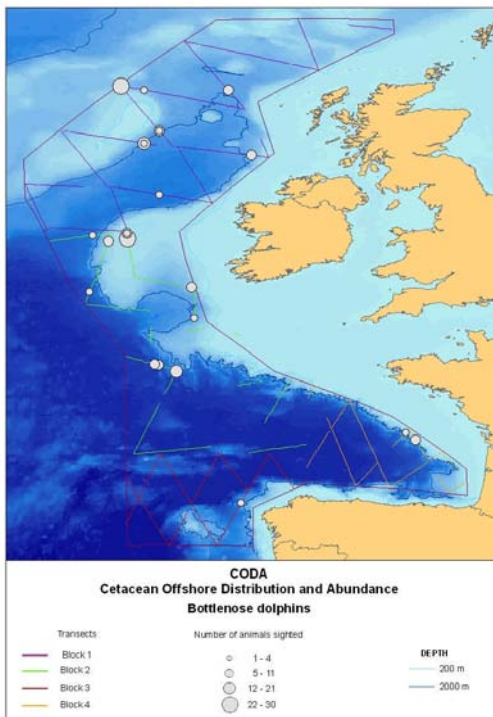 CODA
Cetacean Offshore Distribution and Abundance
Bottlenose dolphins
Transects
Block 1
Block 2
Block 3
Block 4
Number of animals sighted
1 - 4
5 - 11
12 - 21
22 - 30
DEPTH
200 m
2000 m